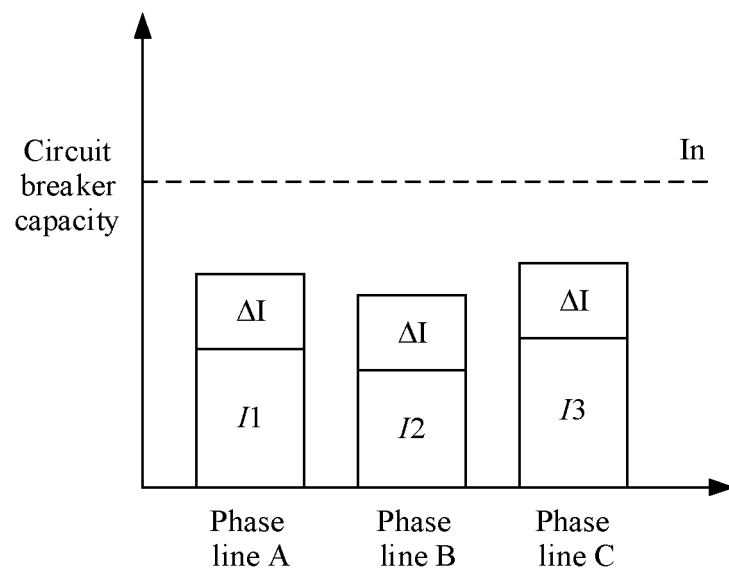 Circuit
breaker
capacity
In
ΔI
ΔI
ΔI
I1
I2
I3
Phase
line A
Phase
line B
Phase
line C